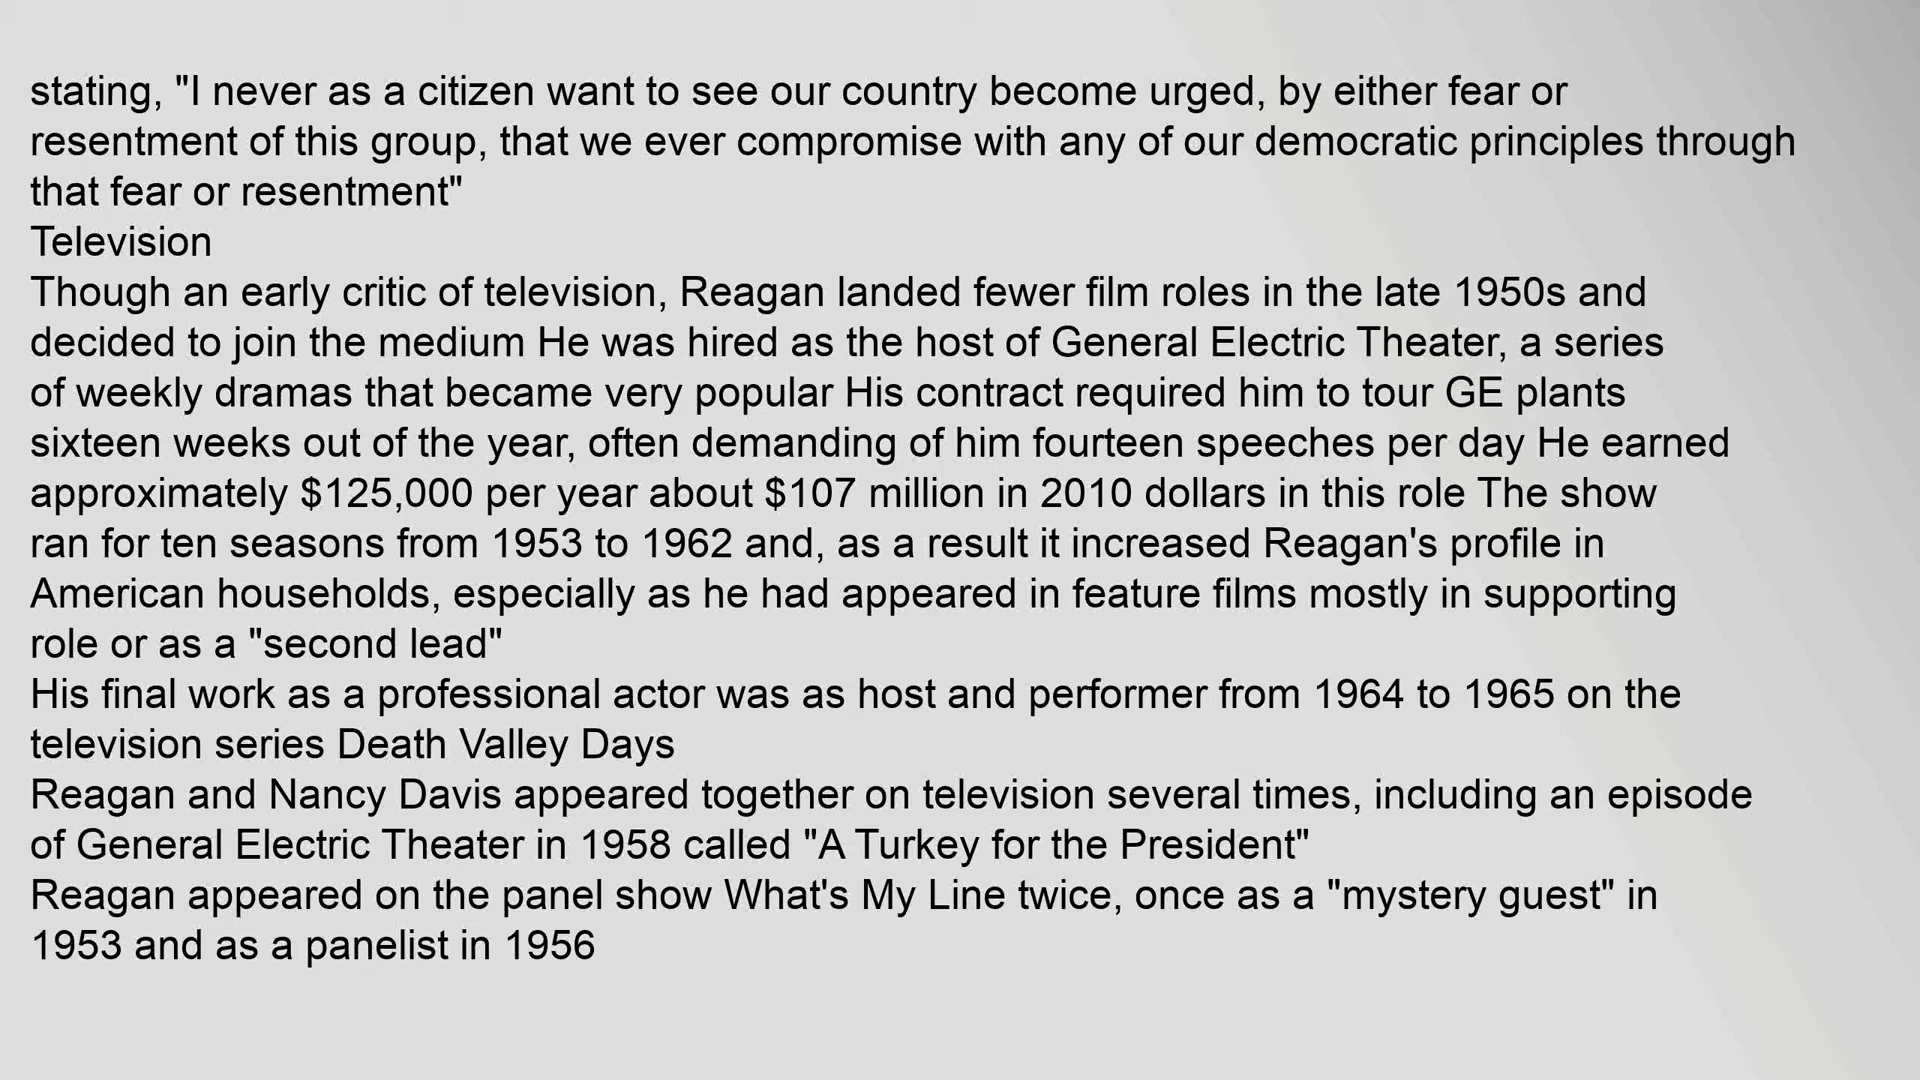 stating, "I never as a citizen want to see our country become urged, by either fear or
resentment of this group, that we ever compromise with any of our democratic principles through
that fear or resentment"
Television
Though an early critic of television, Reagan landed fewer film roles in the late 1950s and
decided to join the medium He was hired as the host of General Electric Theater, a series
of weekly dramas that became very popular His contract required him to tour GE plants
sixteen weeks out of the year, often demanding of him fourteen speeches per day He earned
approximately $125,000 per year about $107 million in 2010 dollars in this role The show
ran for ten seasons from 1953 to 1962 and, as a result it increased Reagan's profile in
American households, especially as he had appeared in feature films mostly in supporting
role or as a "second lead"
His final work as a professional actor was as host and performer from 1964 to 1965 on the
television series Death Valley Days
Reagan and Nancy Davis appeared together on television several times, including an episode
of General Electric Theater in 1958 called "A Turkey for the President"
Reagan appeared on the panel show What's My Line twice, once as a "mystery guest" in
1953 and as a panelist in 1956